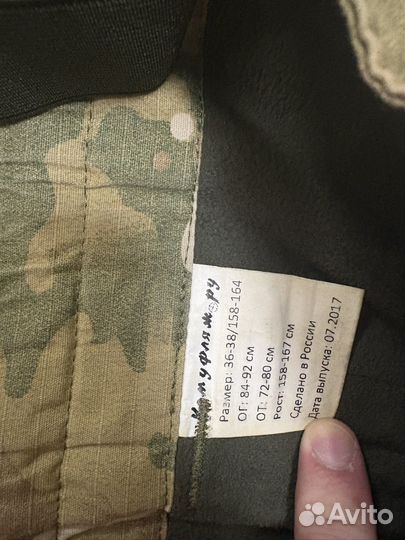 камуфляж.ру
Размер: 36-38/158-164
ОГ: 84-92 см
ОТ: 72-80 см
Рост: 158-167 см
Сделано в России
Дата выпуска: 07.2017
Avito